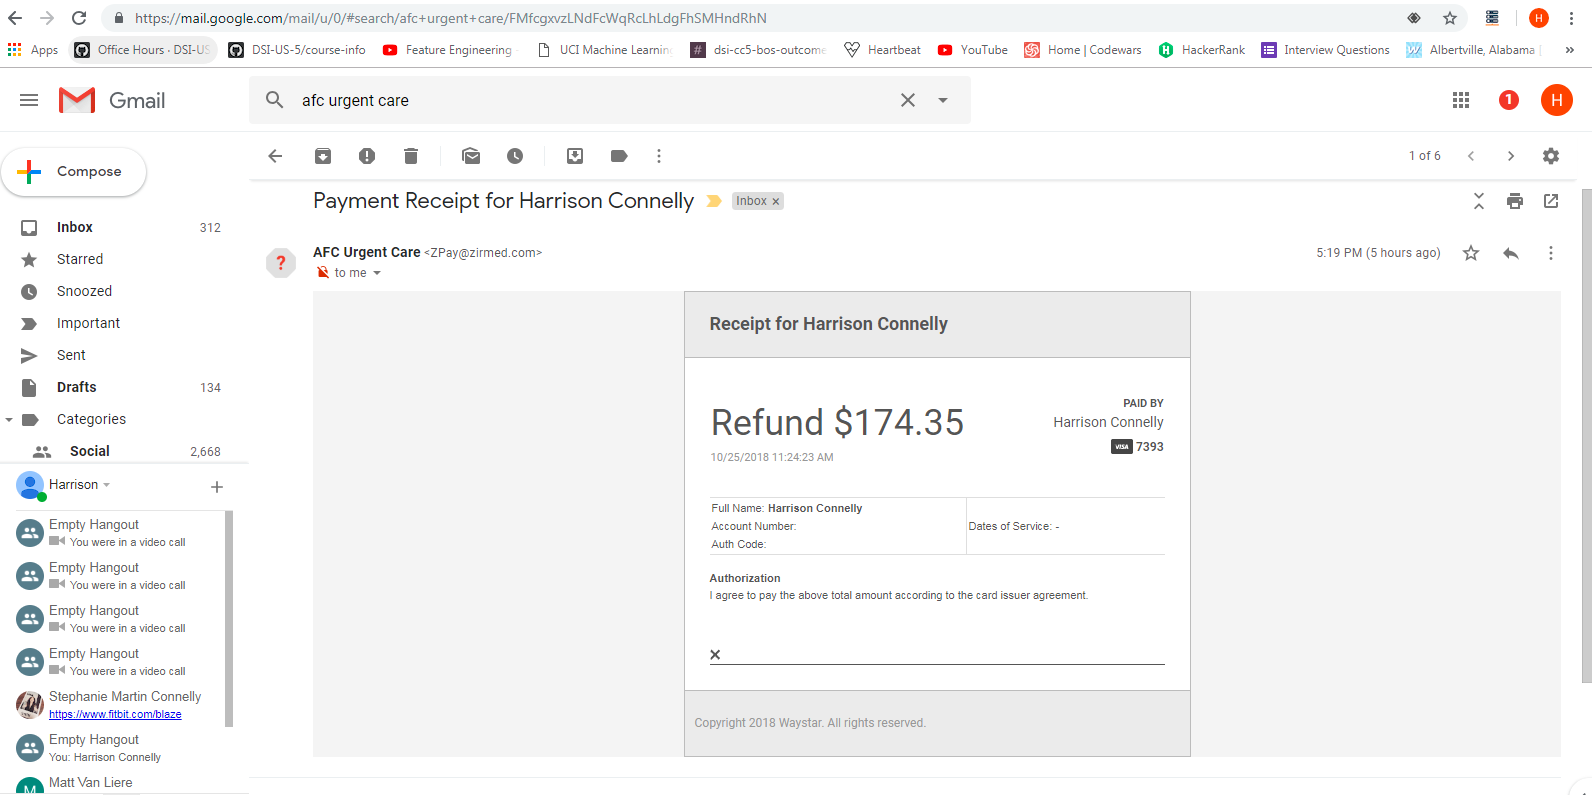 https://mail.google.com/mail/u/0/#search/afc+urgent+care/FMfcgxvzLNdFcWqRcLhLdgFhSMHndRhN
H
Apps
Office Hours · DSI-US
DSI-US-5/course-info
Feature Engineering
UCI Machine Learnin
#
dsi-cc5-bos-outcome
Heartbeat
YouTube
Home | Codewars
HackerRank
Interview Questions
Albertville, Alabama |
»
Gmail
afc urgent care
1
H
Compose
1 of 6
Payment Receipt for Harrison Connelly
Inbox x
Inbox 312
Starred
Snoozed
Important
Sent
Drafts 134
Categories
Social 2,668
Harrison
+
Empty Hangout
You were in a video call
Empty Hangout
You were in a video call
Empty Hangout
You were in a video call
Empty Hangout
You were in a video call
Stephanie Martin Connelly
https://www.fitbit.com/blaze
Empty Hangout
You: Harrison Connelly
M
Matt Van Liere
?
AFC Urgent Care <ZPay@zirmed.com>
to me
5:19 PM (5 hours ago)
Receipt for Harrison Connelly
Refund $174.35
10/25/2018 11:24:23 AM
PAID BY
Harrison Connelly
VISA 7393
Full Name: Harrison Connelly
Account Number:
Auth Code:
Dates of Service: -
Authorization
I agree to pay the above total amount according to the card issuer agreement.
×
Copyright 2018 Waystar. All rights reserved.